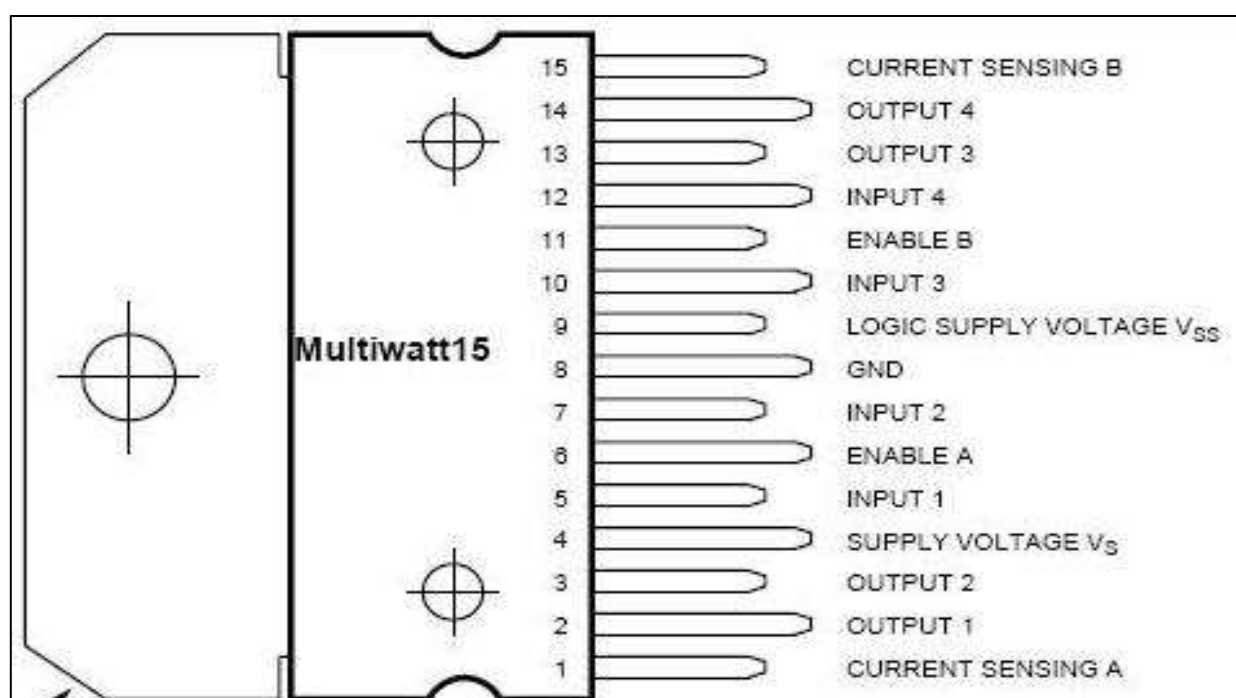 15 CURRENT SENSING B
14 OUTPUT 4
13 OUTPUT 3
12 INPUT 4
11 ENABLE B
10 INPUT 3
9 LOGIC SUPPLY VOLTAGE VSS
Multiwatt15
8 GND
7 INPUT 2
6 ENABLE A
5 INPUT 1
4 SUPPLY VOLTAGE VS
3 OUTPUT 2
2 OUTPUT 1
1 CURRENT SENSING A